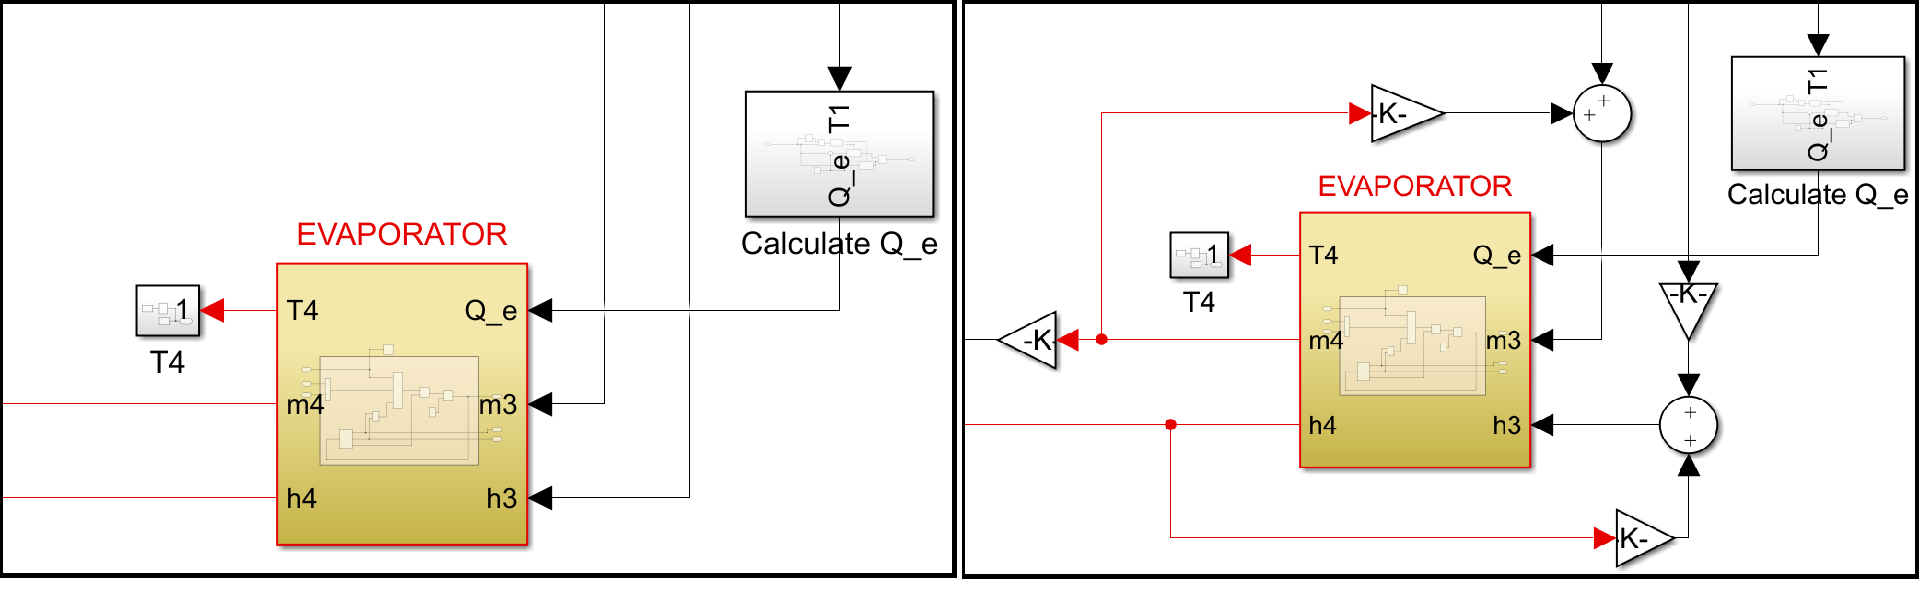 T1
Q_e
Calculate Q_e
EVAPORATOR
T4
Q_e
1
T4
m4
m3
h4
h3
T1
Q_e
Calculate Q_e
-K-
+
+
EVAPORATOR
T4
Q_e
1
T4
-K-
-K
m4
m3
h4
h3
+
+
K-